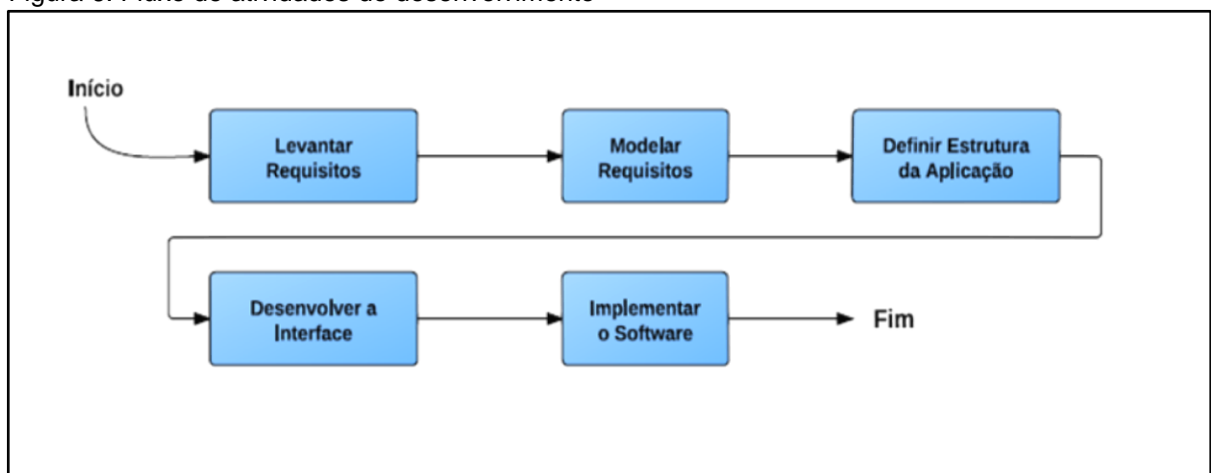 Início
Levantar
Requisitos
Modelar
Requisitos
Definir Estrutura
da Aplicação
Desenvolver a
Interface
Implementar
o Software
Fim